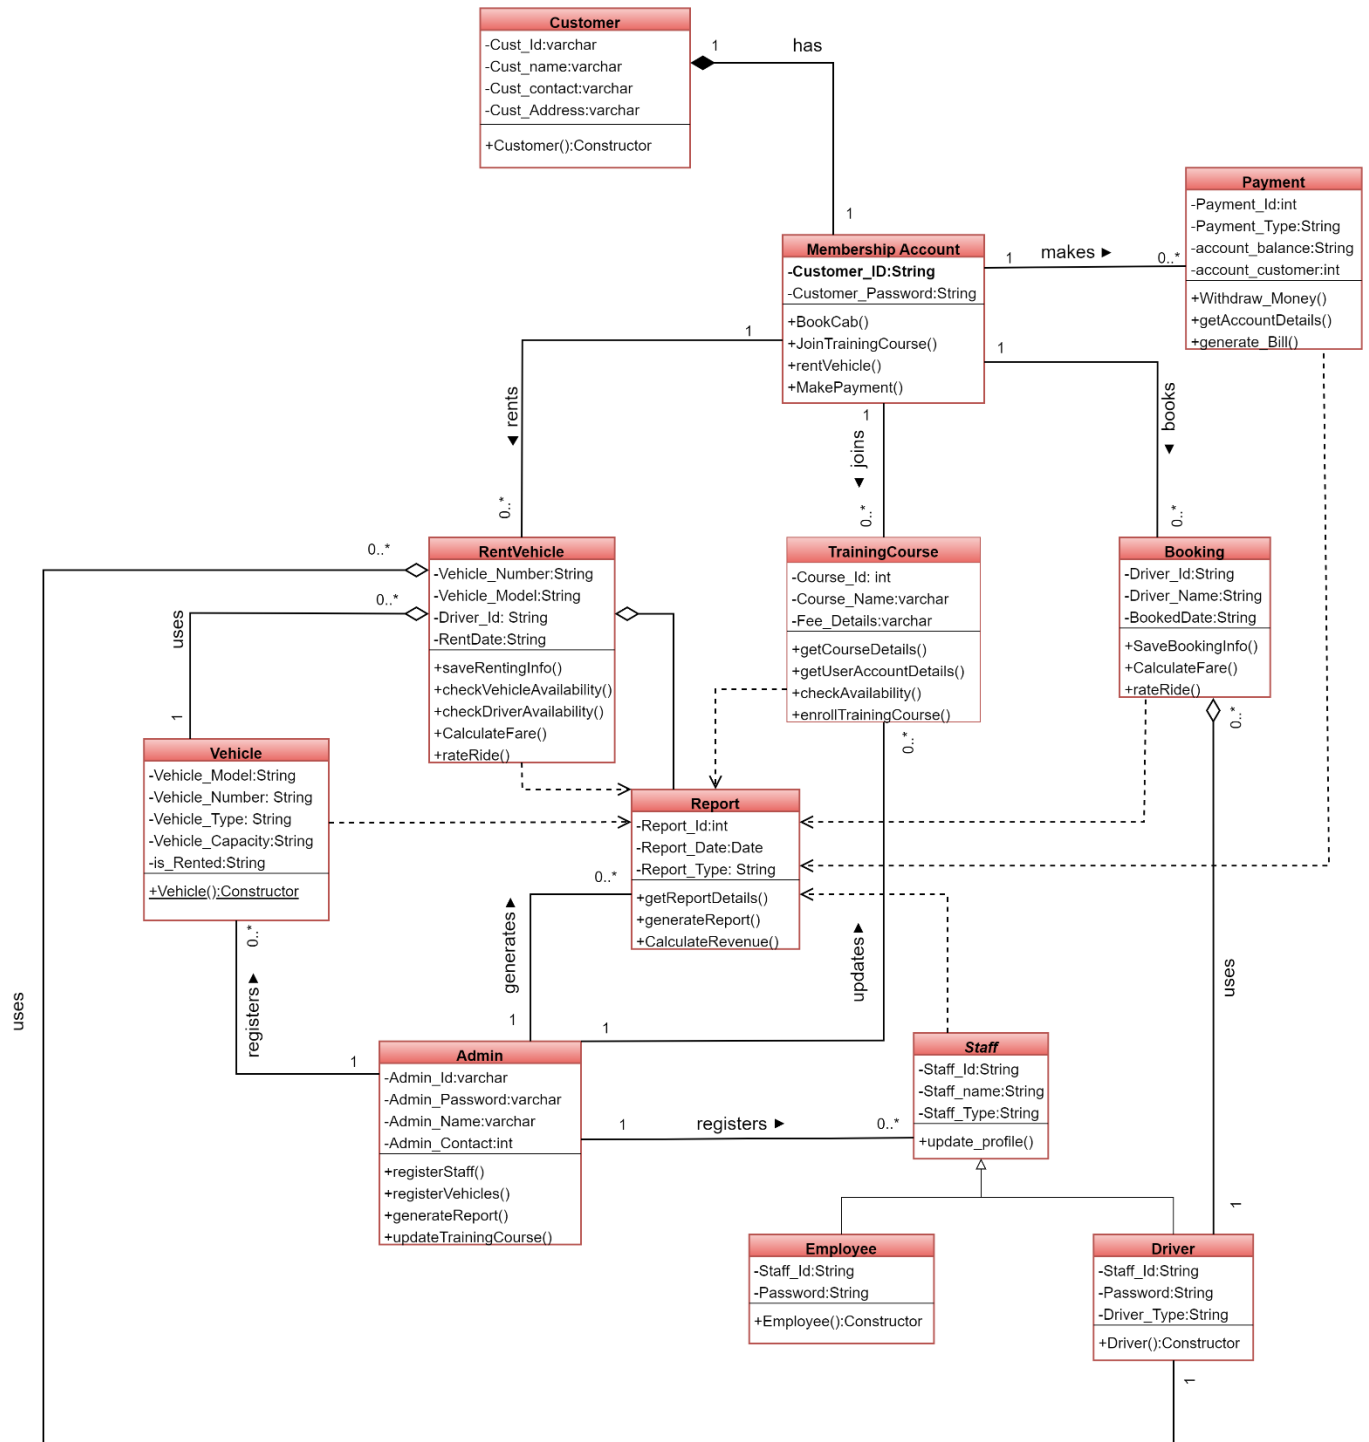 Customer
-Cust_Id:varchar
-Cust_name:varchar
-Cust_contact:varchar
-Cust_Address:varchar
+Customer():Constructor
1
has
1
Membership Account
-Customer_ID:String
-Customer_Password:String
+BookCab()
+JoinTrainingCourse()
+rentVehicle()
+MakePayment()
1
makes ►
0..*
Payment
-Payment_Id:int
-Payment_Type:String
-account_balance:String
-account_customer:int
+Withdraw_Money()
+getAccountDetails()
+generate_Bill()
1
◄ rents
0..*
1
◄ joins
0..*
1
◄ books
0..*
RentVehicle
-Vehicle_Number:String
-Vehicle_Model:String
-Driver_Id: String
-RentDate:String
+saveRentingInfo()
+checkVehicleAvailability()
+checkDriverAvailability()
+CalculateFare()
+rateRide()
0..*
0..*
uses
1
TrainingCourse
-Course_Id: int
-Course_Name:varchar
-Fee_Details:varchar
+getCourseDetails()
+getUserAccountDetails()
+checkAvailability()
+enrollTrainingCourse()
0..*
Booking
-Driver_Id:String
-Driver_Name:String
-BookedDate:String
+SaveBookingInfo()
+CalculateFare()
+rateRide()
0..*
Vehicle
-Vehicle_Model:String
-Vehicle_Number: String
-Vehicle_Type: String
-Vehicle_Capacity:String
-is_Rented:String
+Vehicle():Constructor
0..*
registers ►
1
Report
-Report_Id:int
-Report_Date:Date
-Report_Type: String
+getReportDetails()
+generateReport()
+CalculateRevenue()
0..*
generates ►
1
updates ►
1
uses
uses
Admin
-Admin_Id:varchar
-Admin_Password:varchar
-Admin_Name:varchar
-Admin_Contact:int
+registerStaff()
+registerVehicles()
+generateReport()
+updateTrainingCourse()
1
registers ►
0..*
Staff
-Staff_Id:String
-Staff_name:String
-Staff_Type:String
+update_profile()
1
Employee
-Staff_Id:String
-Password:String
+Employee():Constructor
Driver
-Staff_Id:String
-Password:String
-Driver_Type:String
+Driver():Constructor
1